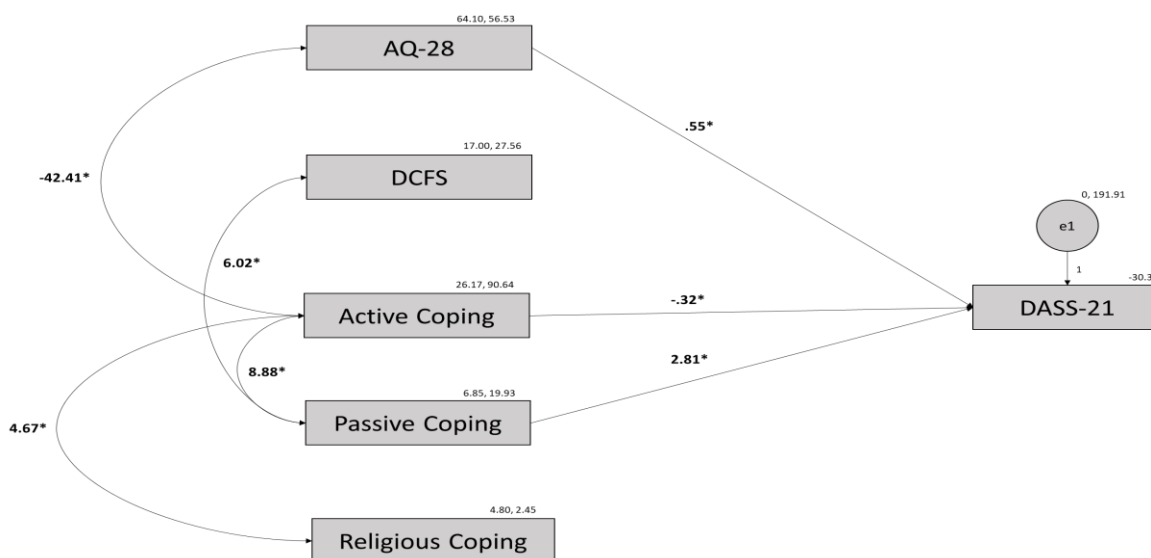 64.10, 56.53
AQ-28
.55*
17.00, 27.56
DCFS
-42.41*
0, 191.91
e1
6.02*
1
-30.3
26.17, 90.64
Active Coping
-.32*
DASS-21
8.88*
2.81*
6.85, 19.93
Passive Coping
4.67*
4.80, 2.45
Religious Coping